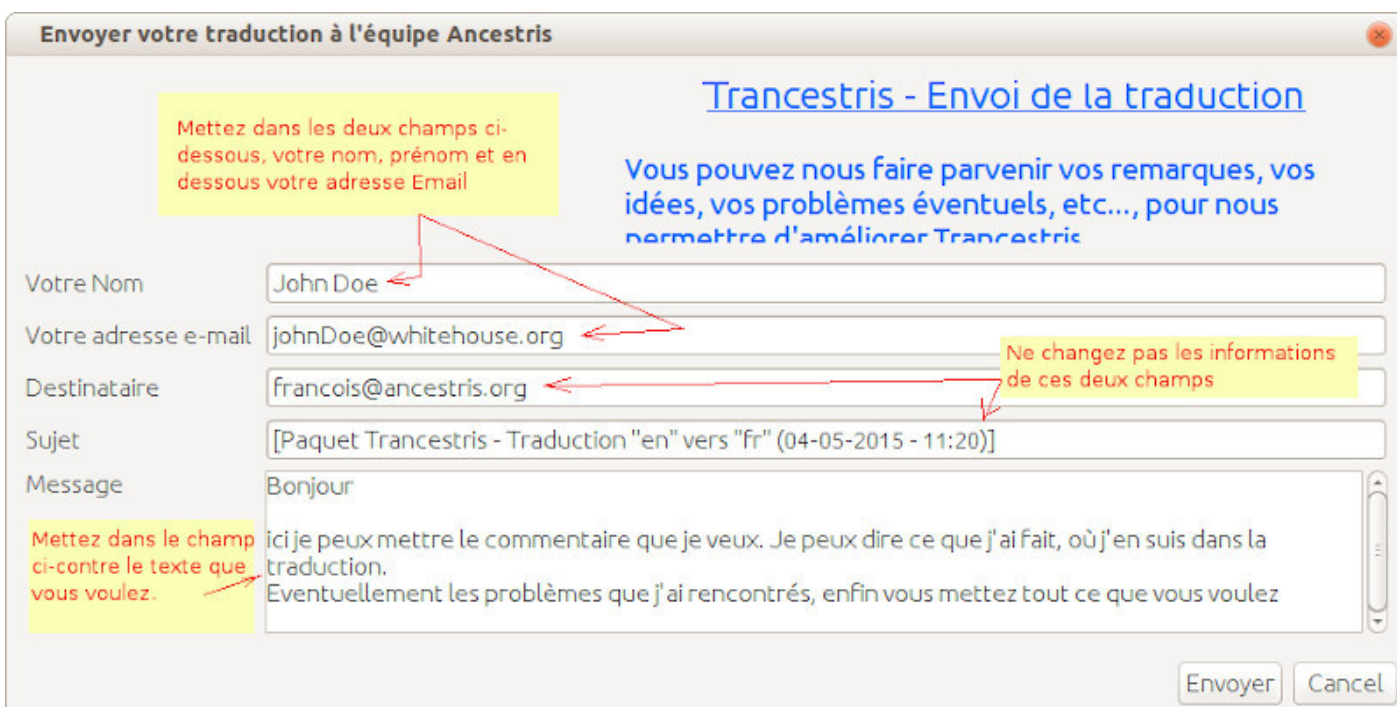 Envoyer votre traduction à l'équipe Ancestris
Trancestris - Envoi de la traduction
Mettez dans les deux champs ci-
dessous, votre nom, prénom et en
dessous votre adresse Email
Vous pouvez nous faire parvenir vos remarques, vos
idées, vos problèmes éventuels, etc..., pour nous
permettre d'améliorer Trancestris
Votre Nom John Doe
Votre adresse e-mail johnDoe@whitehouse.org
Ne changez pas les informations
de ces deux champs
Destinataire francois@ancestris.org
Sujet [Paquet Trancestris - Traduction "en" vers "fr" (04-05-2015 - 11:20)]
Message Bonjour
Mettez dans le champ
ci-contre le texte que
vous voulez.
ici je peux mettre le commentaire que je veux. Je peux dire ce que j'ai fait, où j'en suis dans la
traduction.
Eventuellement les problèmes que j'ai rencontrés, enfin vous mettez tout ce que vous voulez
Envoyer Cancel